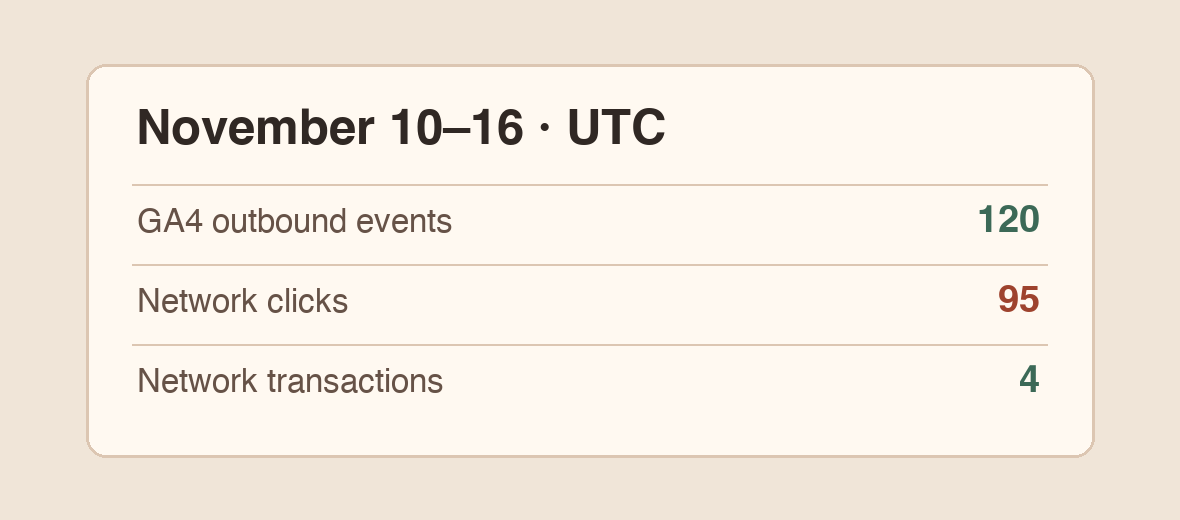 November 10–16 · UTC
GA4 outbound events 120
Network clicks 95
Network transactions 4